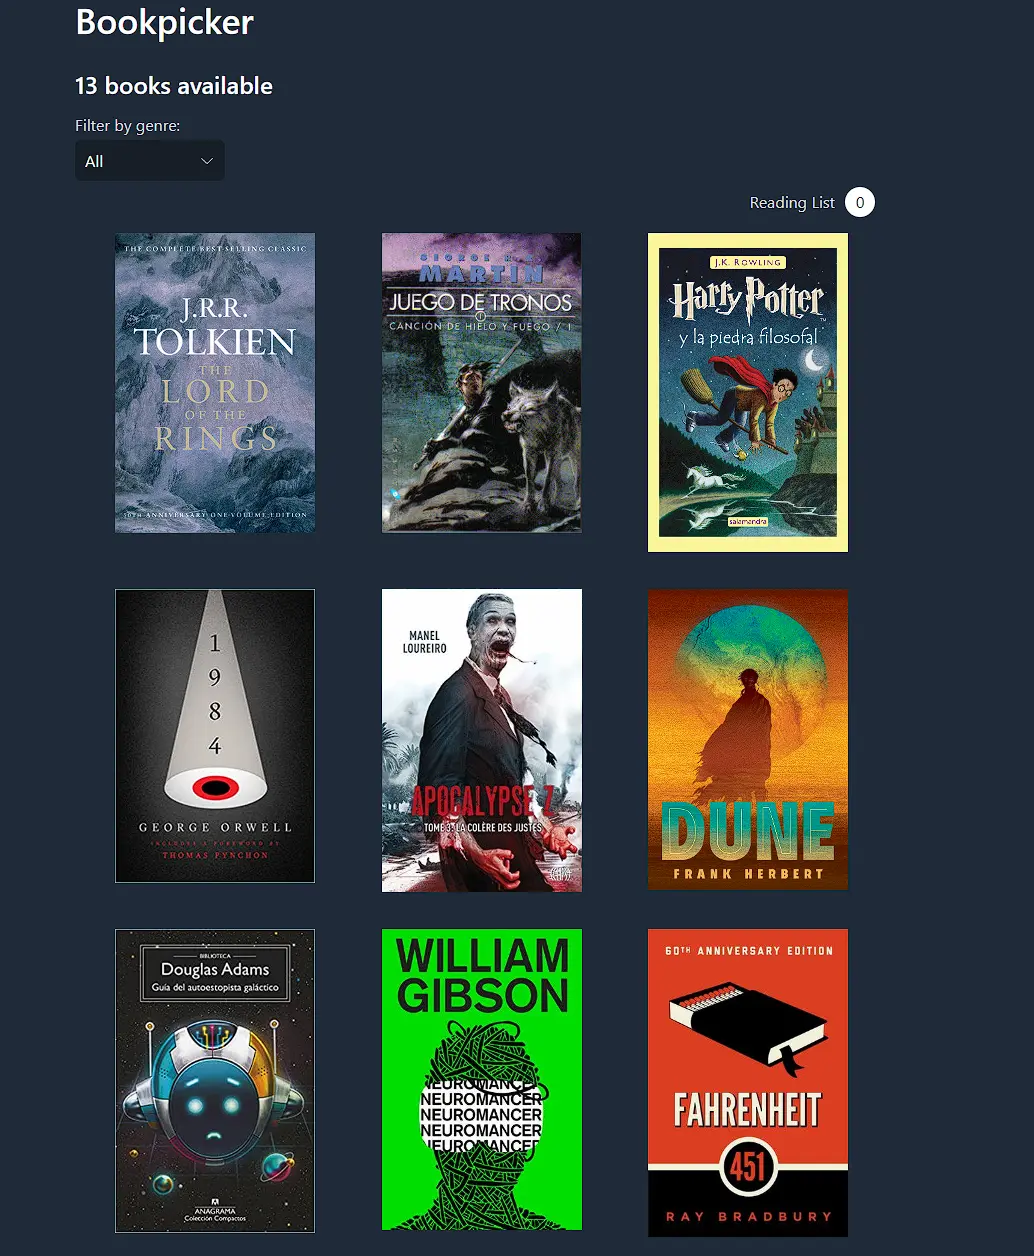 Bookpicker
13 books available
Filter by genre:
All
Reading List 0
THE COMPLETE BEST SELLING CLASSIC
J.R.R.
TOLKIEN
THE
LORD
OF THE
RINGS
50TH ANNIVERSARY ONE-VOLUME EDITION
GEORGE R. R.
MARTIN
JUEGO DE TRONOS
CANCIÓN DE HIELO Y FUEGO / 1
J.K. ROWLING
Harry Potter
y la piedra filosofal
salamandra
1
9
8
4
GEORGE ORWELL
INCLUDES A FOREWORD BY
THOMAS PYNCHON
MANEL
LOUREIRO
APOCALYPSE Z
TOME 3: LA COLÈRE DES JUSTES
DUNE
FRANK HERBERT
BIBLIOTECA
Douglas Adams
Guía del autoestopista galáctico
ANAGRAMA
Colección Compactos
WILLIAM
GIBSON
NEUROMANCER
NEUROMANCER
NEUROMANCER
NEUROMANCER
NEUROMANCER
60TH ANNIVERSARY EDITION
FAHRENHEIT
451
RAY BRADBURY